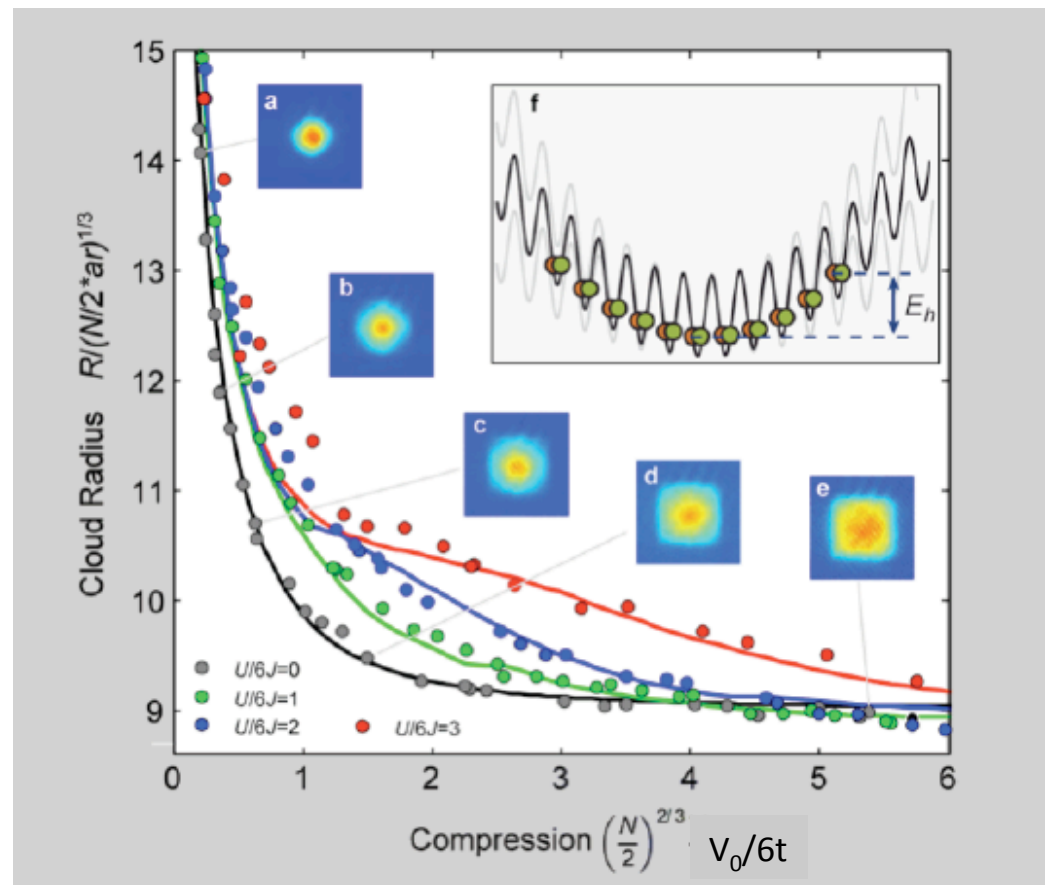 15
14
13
12
11
10
9
Cloud Radius R/(N/2*ar)^1/3
a
b
c
d
e
f
E_h
U/6J=0
U/6J=1
U/6J=2
U/6J=3
0 1 2 3 4 5 6
Compression (N/2)^2/3 V₀/6t